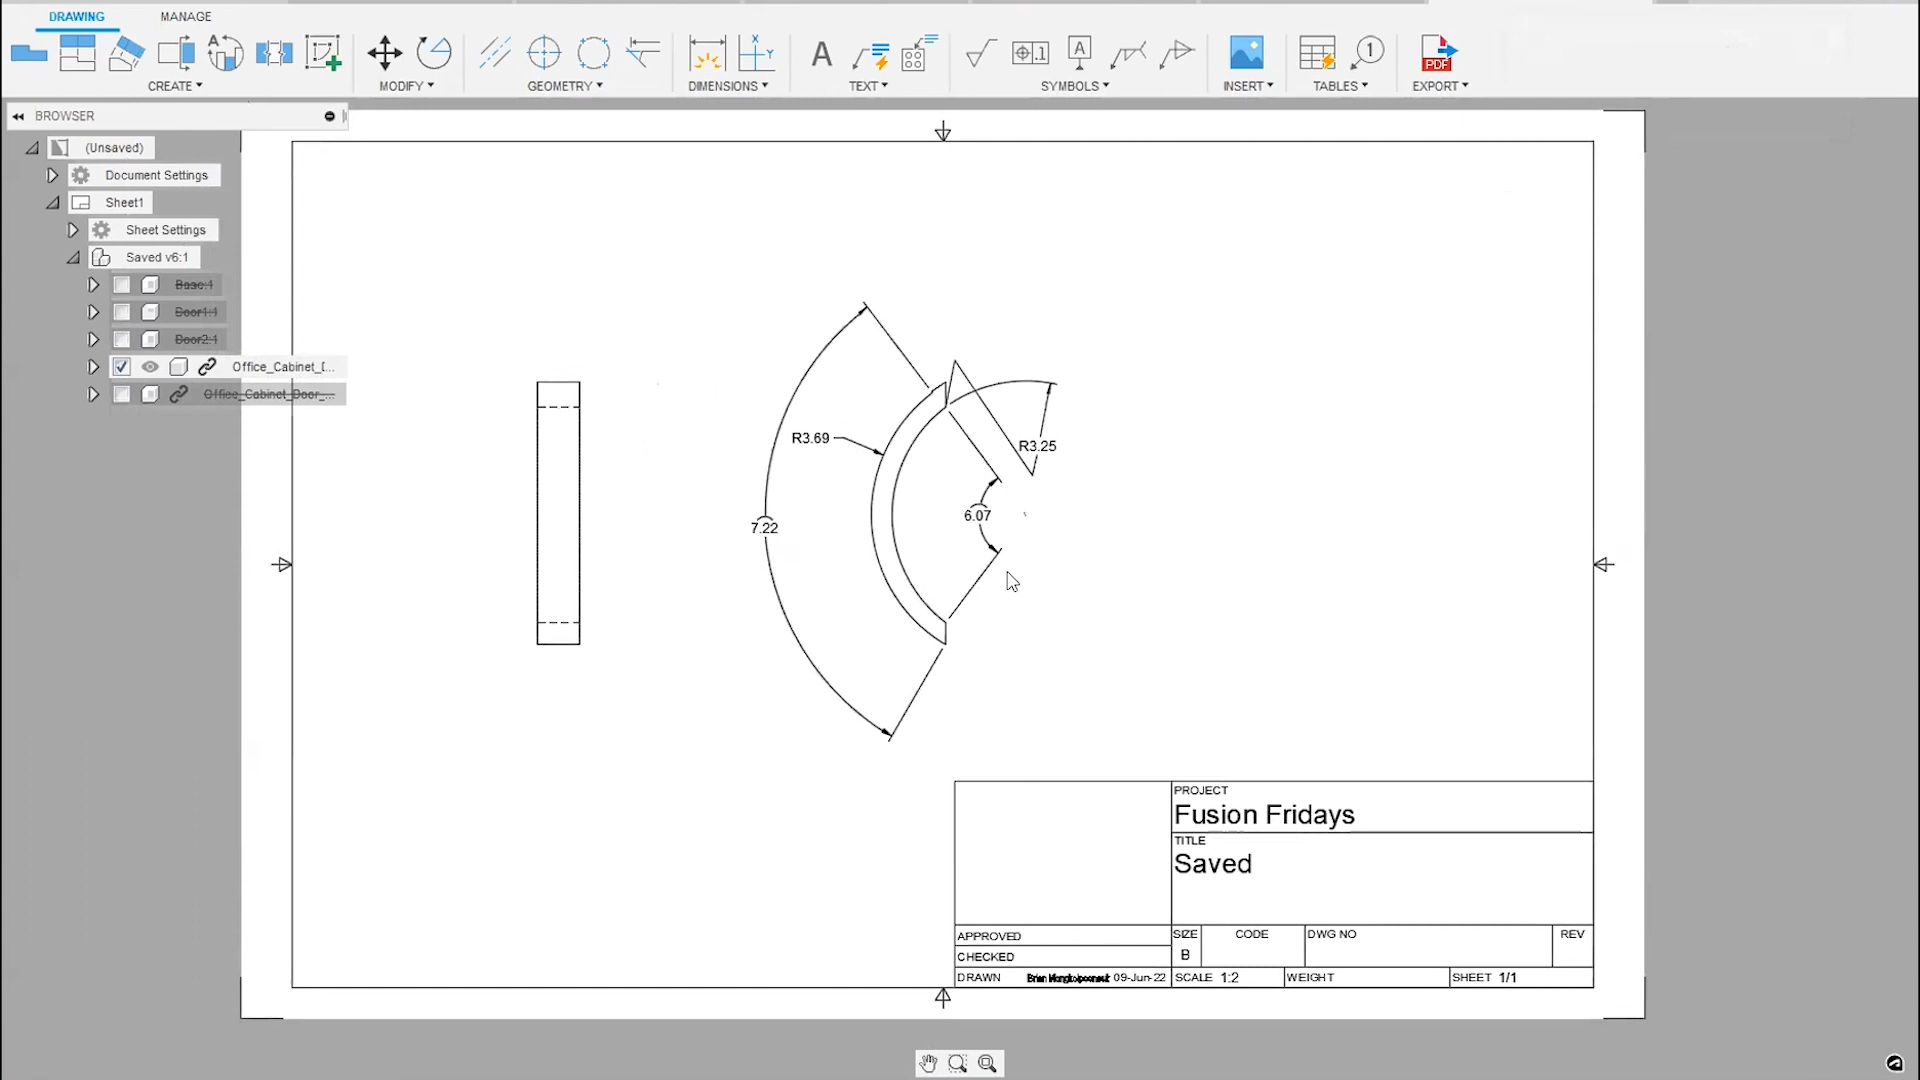 DRAWING MANAGE
CREATE MODIFY GEOMETRY DIMENSIONS TEXT SYMBOLS INSERT TABLES EXPORT
BROWSER
(Unsaved)
Document Settings
Sheet1
Sheet Settings
Saved v6:1
Base:1
Door1:1
Door2:1
Office_Cabinet_[...
Office_Cabinet_Door_...
R3.69
R3.25
6.07
7.22
PROJECT
Fusion Fridays
TITLE
Saved
APPROVED
CHECKED
DRAWN Brian 09-Jun-22
SIZE CODE DWG NO REV
B
SCALE 1:2 WEIGHT SHEET 1/1